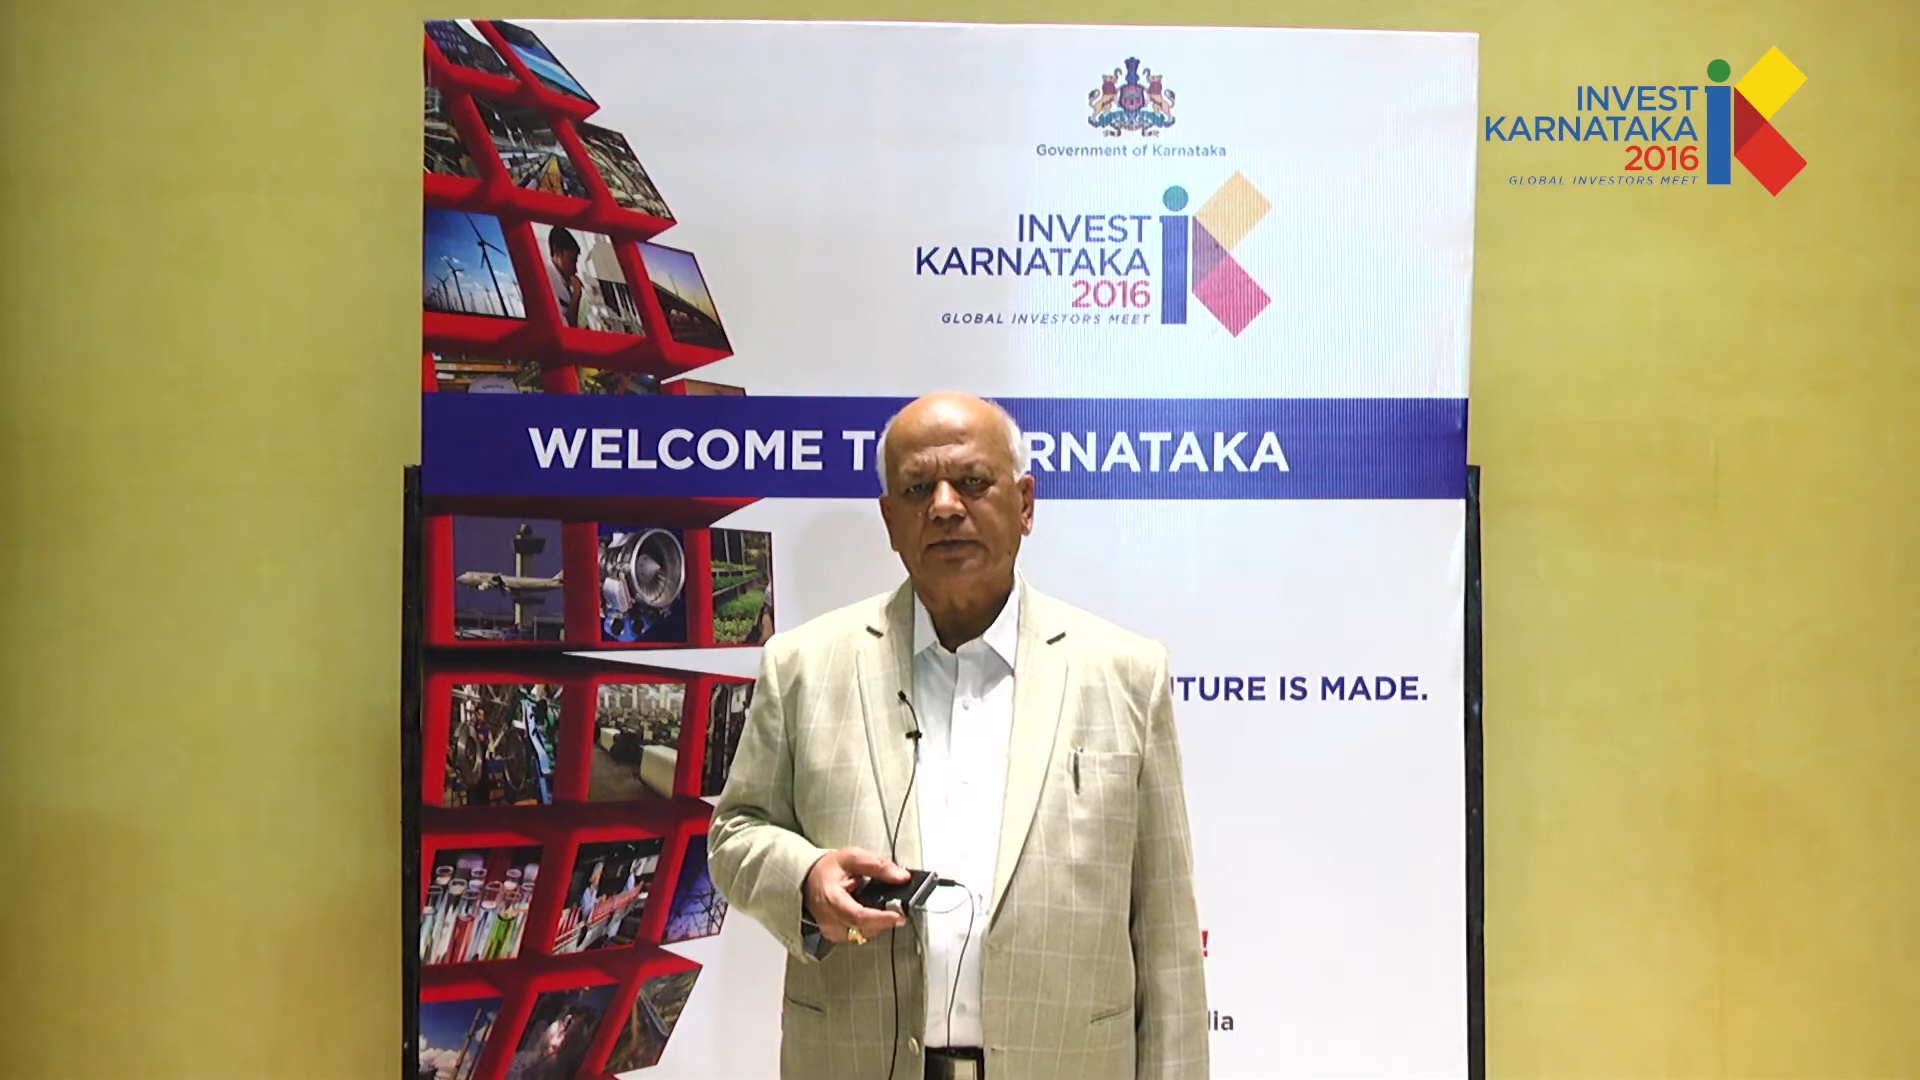 Government of Karnataka
INVEST
KARNATAKA
2016
GLOBAL INVESTORS MEET
INVEST
KARNATAKA
2016
GLOBAL INVESTORS MEET
WELCOME T RNATAKA
TURE IS MADE.
!
ia